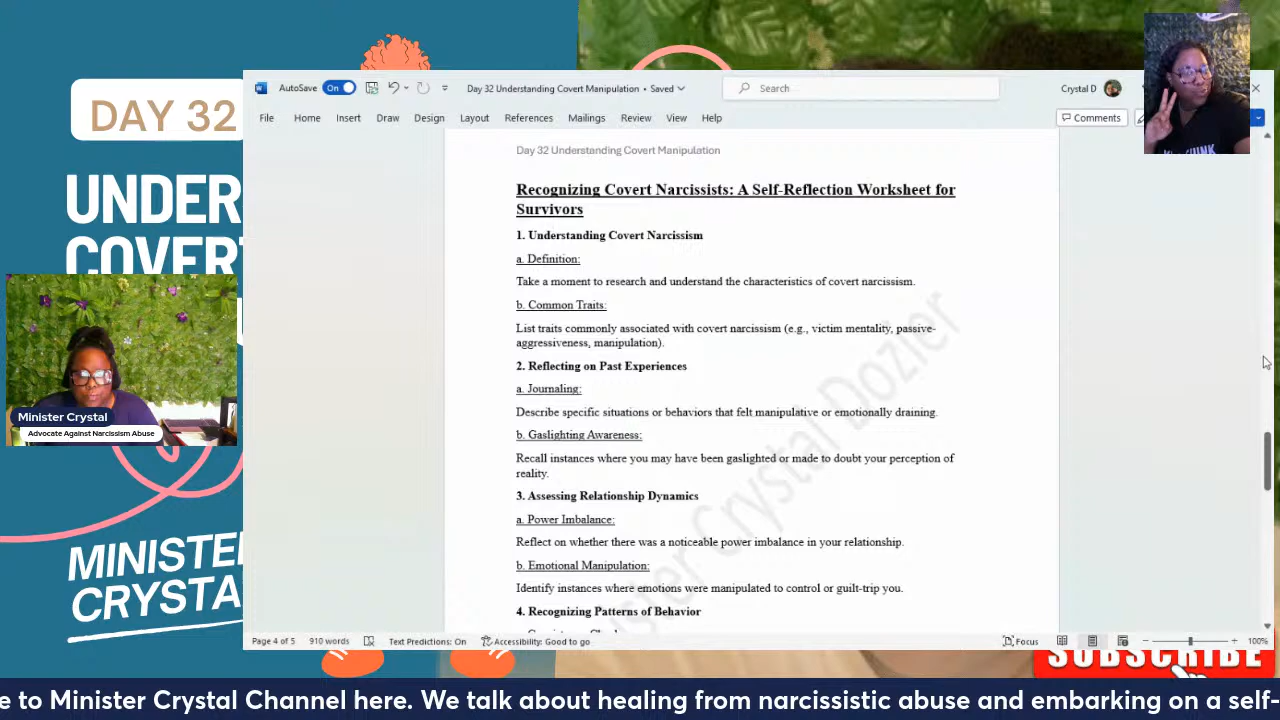 DAY 32
UNDER
COVERT
MINISTER
CRYSTA
Minister Crystal
Advocate Against Narcissism Abuse
AutoSave On
Day 32 Understanding Covert Manipulation • Saved
Search
Crystal D
File Home Insert Draw Design Layout References Mailings Review View Help
Comments
Day 32 Understanding Covert Manipulation
Recognizing Covert Narcissists: A Self-Reflection Worksheet for
Survivors
1. Understanding Covert Narcissism
a. Definition:
Take a moment to research and understand the characteristics of covert narcissism.
b. Common Traits:
List traits commonly associated with covert narcissism (e.g., victim mentality, passive-
aggressiveness, manipulation).
2. Reflecting on Past Experiences
a. Journaling:
Describe specific situations or behaviors that felt manipulative or emotionally draining.
b. Gaslighting Awareness:
Recall instances where you may have been gaslighted or made to doubt your perception of
reality.
3. Assessing Relationship Dynamics
a. Power Imbalance:
Reflect on whether there was a noticeable power imbalance in your relationship.
b. Emotional Manipulation:
Identify instances where emotions were manipulated to control or guilt-trip you.
4. Recognizing Patterns of Behavior
Minister Crystal Dozier
Page 4 of 5 910 words Text Predictions: On Accessibility: Good to go Focus 100%
SUBSCRIBE
e to Minister Crystal Channel here. We talk about healing from narcissistic abuse and embarking on a self-